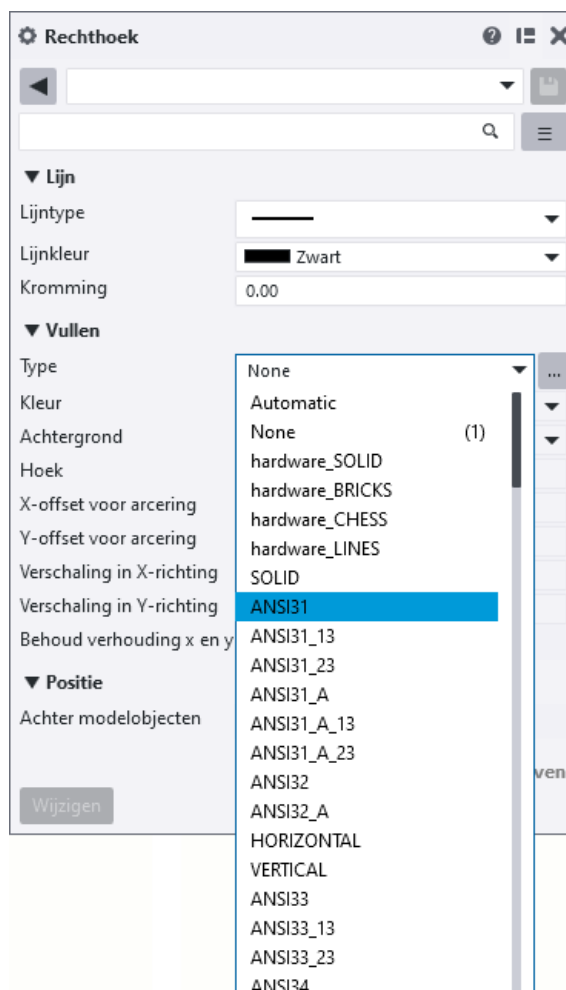 Rechthoek
Lijn
Lijntype
Lijnkleur Zwart
Kromming 0.00
Vullen
Type None ...
Kleur
Achtergrond
Hoek
X-offset voor arcering
Y-offset voor arcering
Verschaling in X-richting
Verschaling in Y-richting
Behoud verhouding x en y
Positie
Achter modelobjecten
Wijzigen
Automatic
None (1)
hardware_SOLID
hardware_BRICKS
hardware_CHESS
hardware_LINES
SOLID
ANSI31
ANSI31_13
ANSI31_23
ANSI31_A
ANSI31_A_13
ANSI31_A_23
ANSI32
ANSI32_A
HORIZONTAL
VERTICAL
ANSI33
ANSI33_13
ANSI33_23
ANSI34
ven